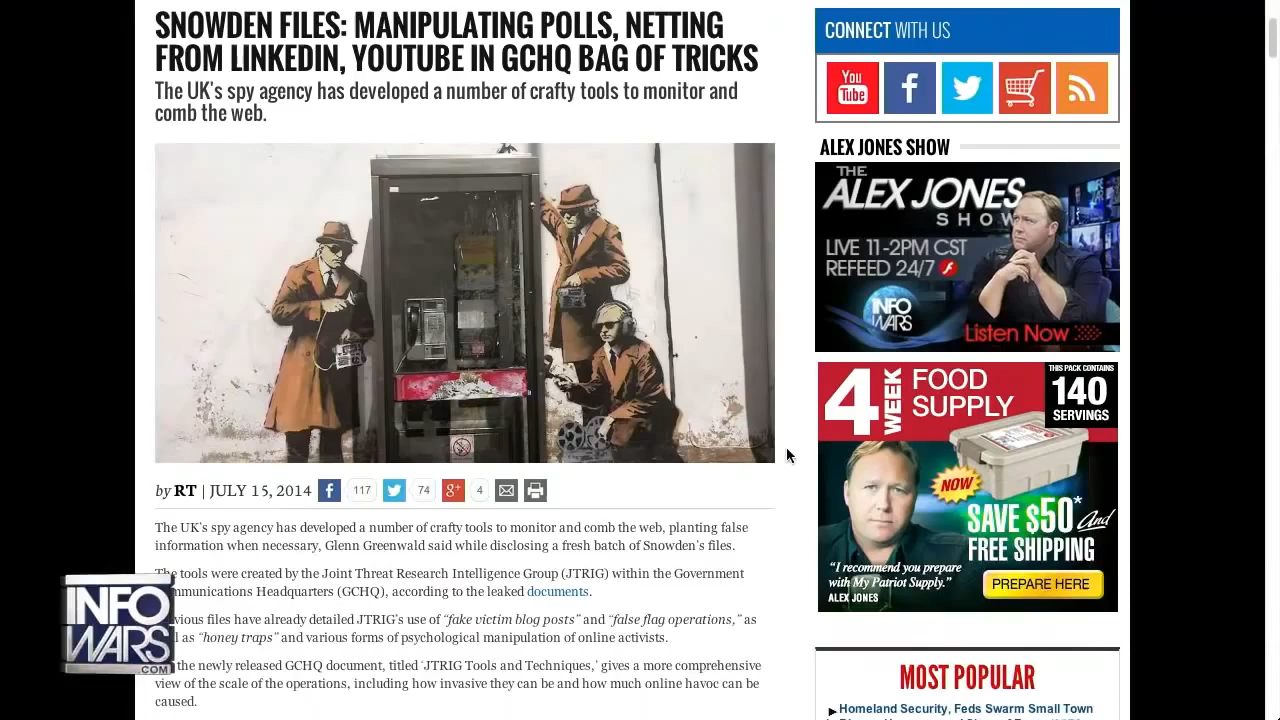 SNOWDEN FILES: MANIPULATING POLLS, NETTING
FROM LINKEDIN, YOUTUBE IN GCHQ BAG OF TRICKS
The UK's spy agency has developed a number of crafty tools to monitor and
comb the web.
by RT | JULY 15, 2014 117 74 4
The UK's spy agency has developed a number of crafty tools to monitor and comb the web, planting false
information when necessary, Glenn Greenwald said while disclosing a fresh batch of Snowden's files.
The tools were created by the Joint Threat Research Intelligence Group (JTRIG) within the Government
Headquarters (GCHQ), according to the leaked documents.
files have already detailed JTRIG's use of "fake victim blog posts" and "false flag operations," as
as "honey traps" and various forms of psychological manipulation of online activists.
the newly released GCHQ document, titled 'JTRIG Tools and Techniques,' gives a more comprehensive
view of the scale of the operations, including how invasive they can be and how much online havoc can be
caused.
INFO
WARS
.COM
CONNECT WITH US
You
Tube
ALEX JONES SHOW
THE
ALEX JONES
SHOW
LIVE 11-2PM CST
REFEED 24/7
INFO
WARS
Listen Now
4 WEEK FOOD
SUPPLY
THIS PACK CONTAINS
140
SERVINGS
NOW
SAVE $50* And
FREE SHIPPING
"I recommend you prepare
with My Patriot Supply."
ALEX JONES
PREPARE HERE
MOST POPULAR
Homeland Security, Feds Swarm Small Town